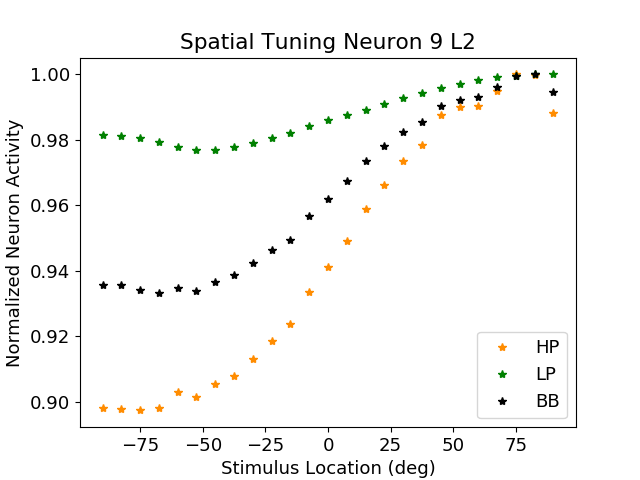 Spatial Tuning Neuron 9 L2
Normalized Neuron Activity
1.00
0.98
0.96
0.94
0.92
0.90
−75
−50
−25
0
25
50
75
Stimulus Location (deg)
HP
LP
BB